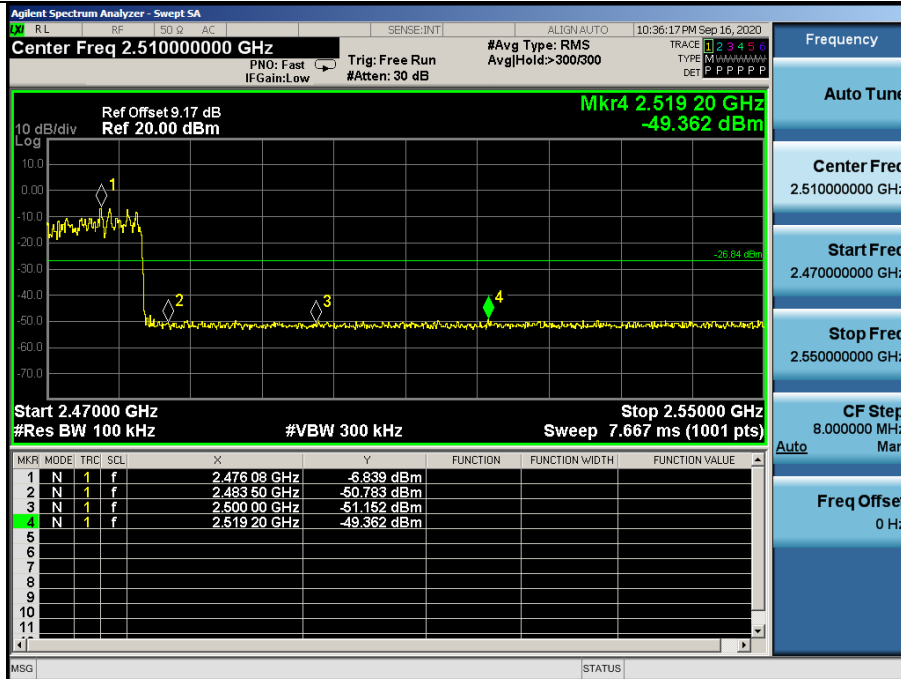 Agilent Spectrum Analyzer - Swept SA
LXI RL RF 50 Ω AC SENSE:INT ALIGN AUTO 10:36:17 PM Sep 16, 2020
Center Freq 2.510000000 GHz
PNO: Fast
IFGain:Low
Trig: Free Run
#Atten: 30 dB
#Avg Type: RMS
Avg|Hold:>300/300
TRACE 1 2 3 4 5 6
TYPE M
DET P P P P P P
Mkr4 2.519 20 GHz
-49.362 dBm
Ref Offset 9.17 dB
10 dB/div Ref 20.00 dBm
Log
10.0
0.00
-10.0
-20.0
-30.0
-40.0
-50.0
-60.0
-70.0
1
2
3
4
-26.84 dBm
Start 2.47000 GHz Stop 2.55000 GHz
#Res BW 100 kHz #VBW 300 kHz Sweep 7.667 ms (1001 pts)
MKR MODE TRC SCL X Y FUNCTION FUNCTION WIDTH FUNCTION VALUE
1 N 1 f 2.476 08 GHz -6.839 dBm
2 N 1 f 2.483 50 GHz -50.783 dBm
3 N 1 f 2.500 00 GHz -51.152 dBm
4 N 1 f 2.519 20 GHz -49.362 dBm
5
6
7
8
9
10
11
MSG STATUS
Frequency
Auto Tune
Center Freq
2.510000000 GHz
Start Freq
2.470000000 GHz
Stop Freq
2.550000000 GHz
CF Step
8.000000 MHz
Auto Man
Freq Offset
0 Hz